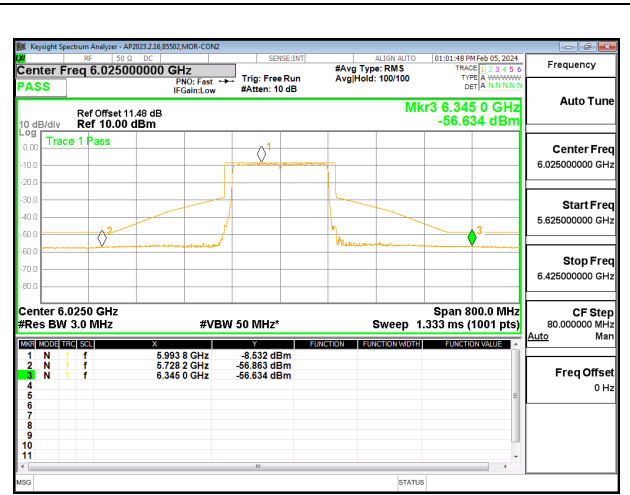 Keysight Spectrum Analyzer - AP2023.2.16,85502,MOR-CON2
RF 50 Ω DC SENSE:INT ALIGN AUTO 01:01:48 PM Feb 05, 2024
Center Freq 6.025000000 GHz #Avg Type: RMS TRACE 1 2 3 4 5 6 Frequency
PASS PNO: Fast Trig: Free Run Avg|Hold: 100/100 TYPE A WWWWW
IFGain:Low #Atten: 10 dB DET A N N N N N
Auto Tune
Ref Offset 11.48 dB Mkr3 6.345 0 GHz
10 dB/div Ref 10.00 dBm -56.634 dBm
Log
Trace 1 Pass
0.00
-10.0
-20.0
-30.0
-40.0
-50.0
-60.0
-70.0
-80.0
1
2
3
Center Freq
6.025000000 GHz
Start Freq
5.625000000 GHz
Stop Freq
6.425000000 GHz
Center 6.0250 GHz Span 800.0 MHz
#Res BW 3.0 MHz #VBW 50 MHz* Sweep 1.333 ms (1001 pts)
CF Step
80.000000 MHz
Auto Man
MKR MODE TRC SCL X Y FUNCTION FUNCTION WIDTH FUNCTION VALUE
1 N 1 f 5.993 8 GHz -8.532 dBm
2 N 1 f 5.728 2 GHz -56.863 dBm
3 N 1 f 6.345 0 GHz -56.634 dBm
4
5
6
7
8
9
10
11
Freq Offset
0 Hz
MSG STATUS